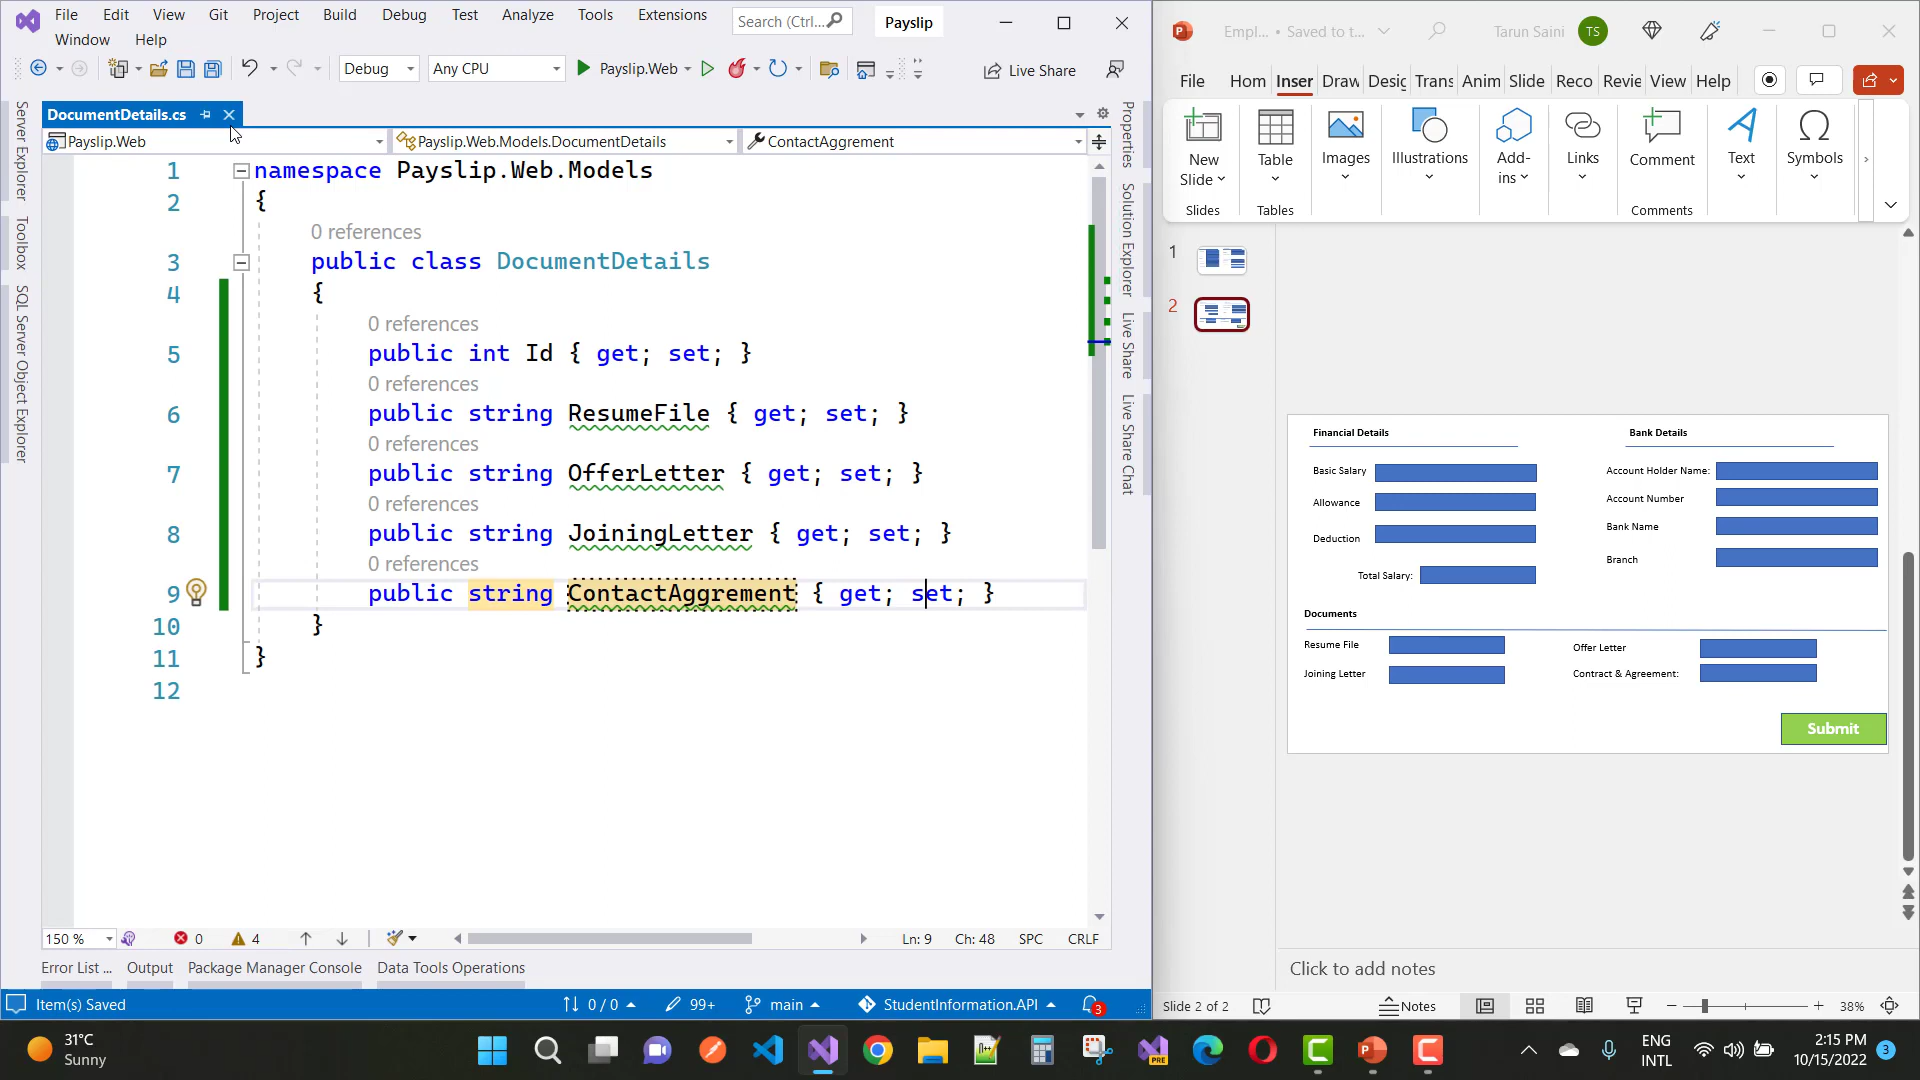 File Edit View Git Project Build Debug Test Analyze Tools Extensions
Window Help
Search (Ctrl...
Payslip
Debug Any CPU Payslip.Web Live Share
Server Explorer
Toolbox
SQL Server Object Explorer
DocumentDetails.cs
Payslip.Web Payslip.Web.Models.DocumentDetails ContactAggrement
1 namespace Payslip.Web.Models
2 {
0 references
3 public class DocumentDetails
4 {
0 references
5 public int Id { get; set; }
0 references
6 public string ResumeFile { get; set; }
0 references
7 public string OfferLetter { get; set; }
0 references
8 public string JoiningLetter { get; set; }
0 references
9 public string ContactAggrement { get; set; }
10 }
11 }
12
Properties
Solution Explorer
Live Share
Live Share Chat
150 % 0 4 Ln: 9 Ch: 48 SPC CRLF
Error List ... Output Package Manager Console Data Tools Operations
Item(s) Saved 0 / 0 99+ main StudentInformation.API 3
Empl... • Saved to t... Tarun Saini TS
File Hom Inser Draw Desig Trans Anim Slide Reco Revie View Help
New Slide
Table
Images
Illustrations
Add-ins
Links
Comment
Text
Symbols
Slides Tables Comments
1
2
Financial Details Bank Details
Basic Salary Account Holder Name:
Allowance Account Number
Deduction Bank Name
Total Salary: Branch
Documents
Resume File Offer Letter
Joining Letter Contract & Agreement:
Submit
Click to add notes
Slide 2 of 2 Notes 38%
31°C
Sunny
PRE
ENG
INTL
2:15 PM
10/15/2022
3